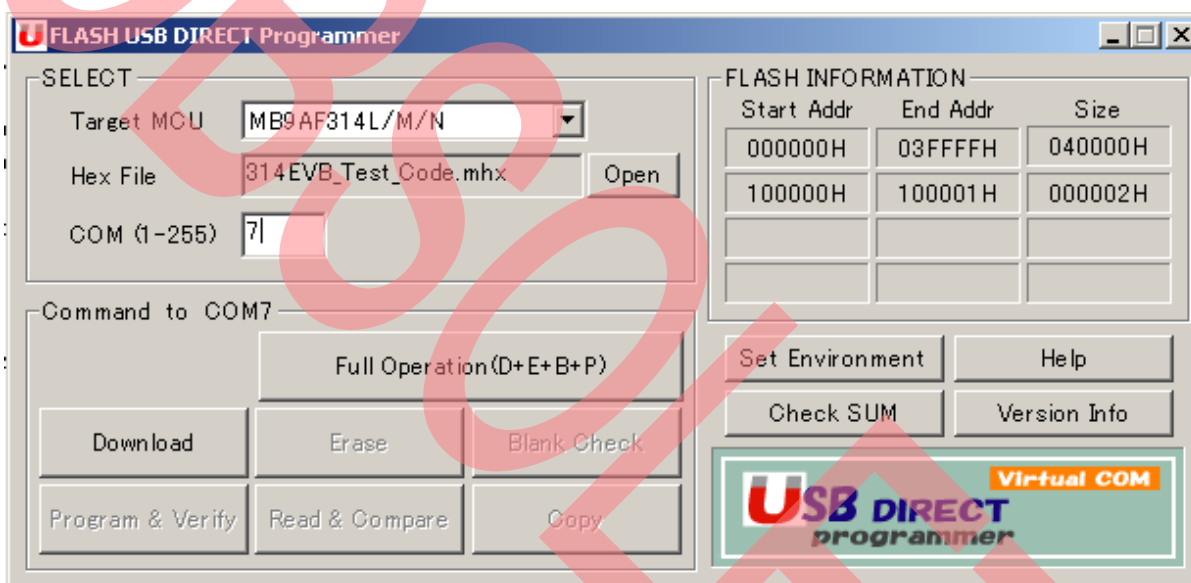 FLASH USB DIRECT Programmer
SELECT
Target MCU MB9AF314L/M/N
Hex File 314EVB_Test_Code.mhx Open
COM (1-255) 7
Command to COM7
Full Operation(D+E+B+P)
Download Erase Blank Check
Program & Verify Read & Compare Copy
FLASH INFORMATION
Start Addr End Addr Size
000000H 03FFFFH 040000H
100000H 100001H 000002H
Set Environment Help
Check SUM Version Info
Virtual COM
USB DIRECT
programmer